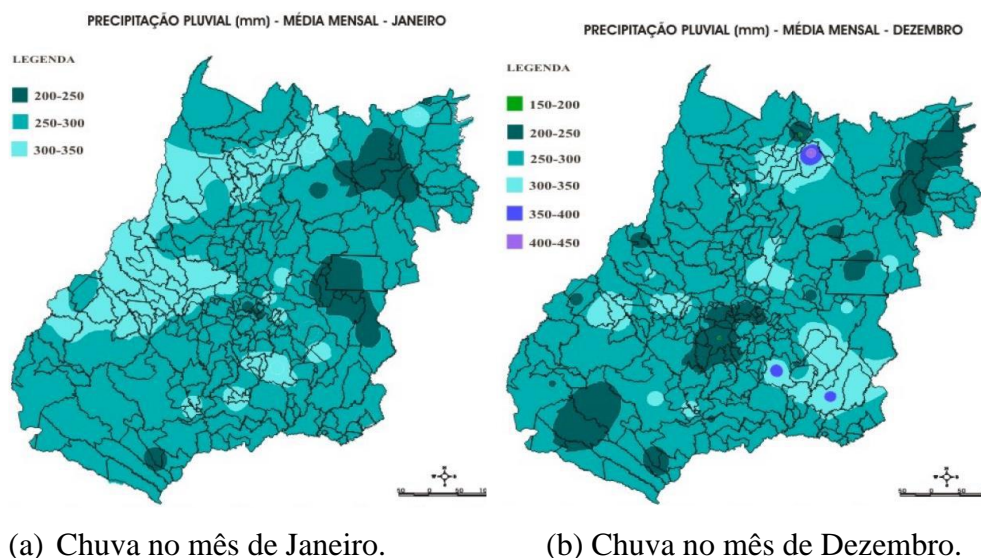 PRECIPITAÇÃO PLUVIAL (mm) - MÉDIA MENSAL - JANEIRO
LEGENDA
200-250
250-300
300-350
PRECIPITAÇÃO PLUVIAL (mm) - MÉDIA MENSAL - DEZEMBRO
LEGENDA
150-200
200-250
250-300
300-350
350-400
400-450
(a) Chuva no mês de Janeiro.
(b) Chuva no mês de Dezembro.